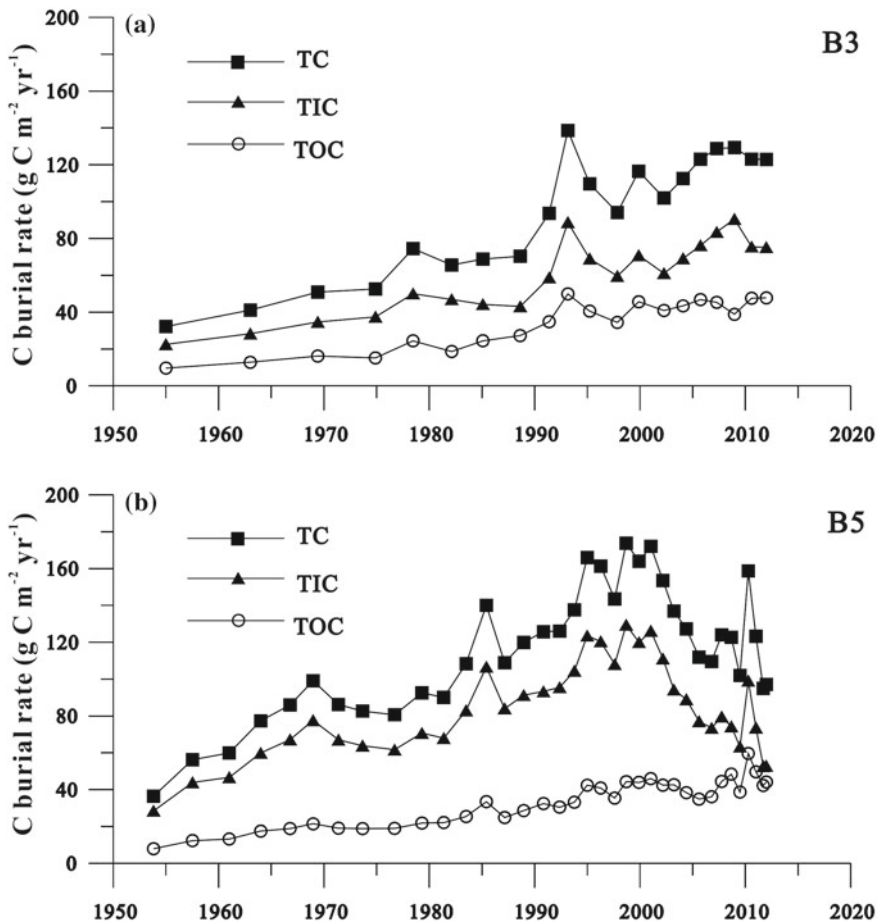 200 (a) B3
TC
160
TIC
120
TOC
80
40
0
C burial rate (g C m⁻² yr⁻¹)
1950 1960 1970 1980 1990 2000 2010 2020
200 (b) B5
TC
160
TIC
120
TOC
80
40
0
C burial rate (g C m⁻² yr⁻¹)
1950 1960 1970 1980 1990 2000 2010 2020